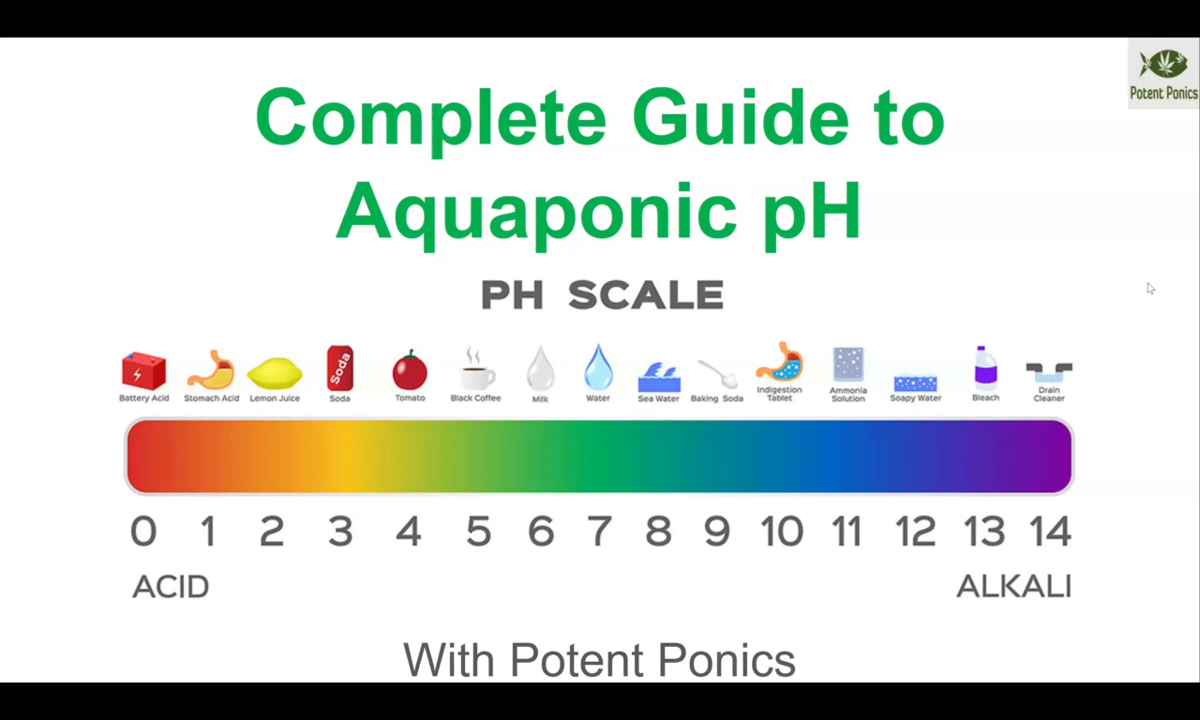 Potent Ponics
Complete Guide to
Aquaponic pH
PH SCALE
Soda
Battery Acid Stomach Acid Lemon Juice Soda Tomato Black Coffee Milk Water Sea Water Baking Soda Indigestion Tablet Ammonia Solution Soapy Water Bleach Drain Cleaner
0 1 2 3 4 5 6 7 8 9 10 11 12 13 14
ACID ALKALI
With Potent Ponics